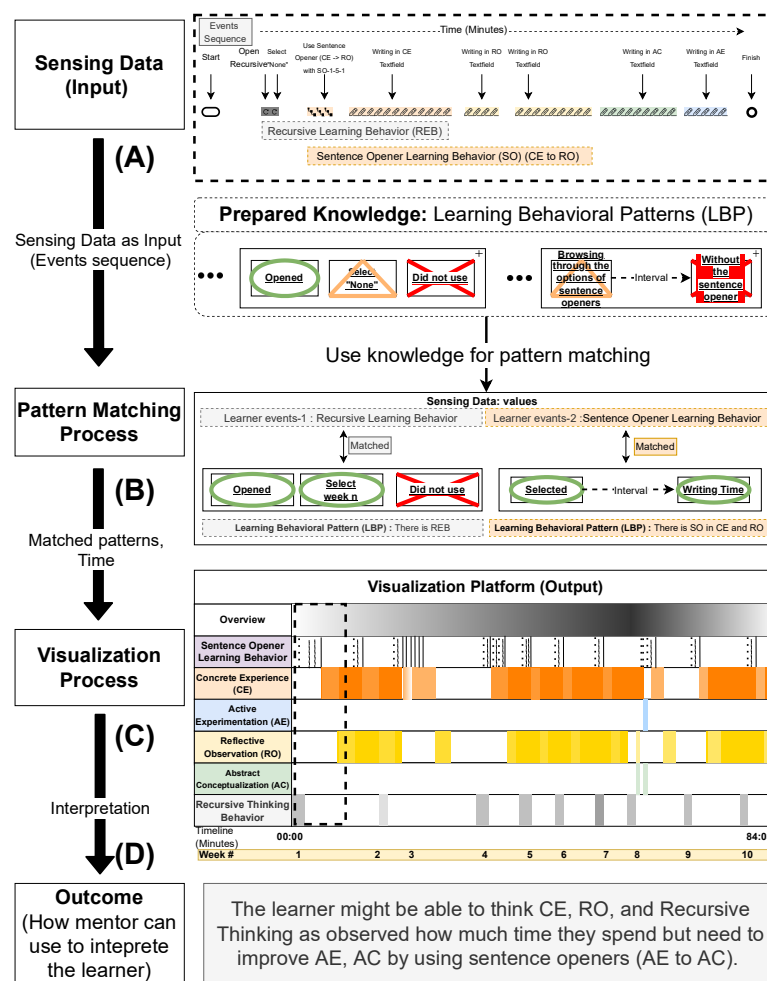 Sensing Data
(Input)
Events
Sequence
Time (Minutes)
Start
Open
Recursive
Select
"None"
Use Sentence
Opener (CE -> RO)
with SO-1-5-1
Writing in CE
Textfield
Writing in RO
Textfield
Writing in RO
Textfield
Writing in AC
Textfield
Writing in AE
Textfield
Finish
Recursive Learning Behavior (REB)
Sentence Opener Learning Behavior (SO) (CE to RO)
(A)
Sensing Data as Input
(Events sequence)
Prepared Knowledge: Learning Behavioral Patterns (LBP)
Opened
Select
"None"
Did not use
+
Browsing
through the
options of
sentence
openers
Interval
Without
the
sentence
opener
+
Use knowledge for pattern matching
Pattern Matching
Process
Sensing Data: values
Learner events-1 : Recursive Learning Behavior
Learner evants-2 :Sentence Opener Learning Behavior
Matched
Matched
Opened
Select
week n
Did not use
Selected
Interval
Writing Time
Learning Behavioral Pattern (LBP) : There is REB
Learning Behavioral Pattern (LBP) : There is SO in CE and RO
(B)
Matched patterns,
Time
Visualization Platform (Output)
Overview
Sentence Opener
Learning Behavior
Concrete Experience
(CE)
Active
Experimentation (AE)
Reflective
Observation (RO)
Abstract
Conceptualization (AC)
Recursive Thinking
Behavior
Timeline
(Minutes)
00:00
84:0
Week #
1 2 3 4 5 6 7 8 9 10
Visualization
Process
(C)
Interpretation
(D)
Outcome
(How mentor can
use to inteprete
the learner)
The learner might be able to think CE, RO, and Recursive
Thinking as observed how much time they spend but need to
improve AE, AC by using sentence openers (AE to AC).